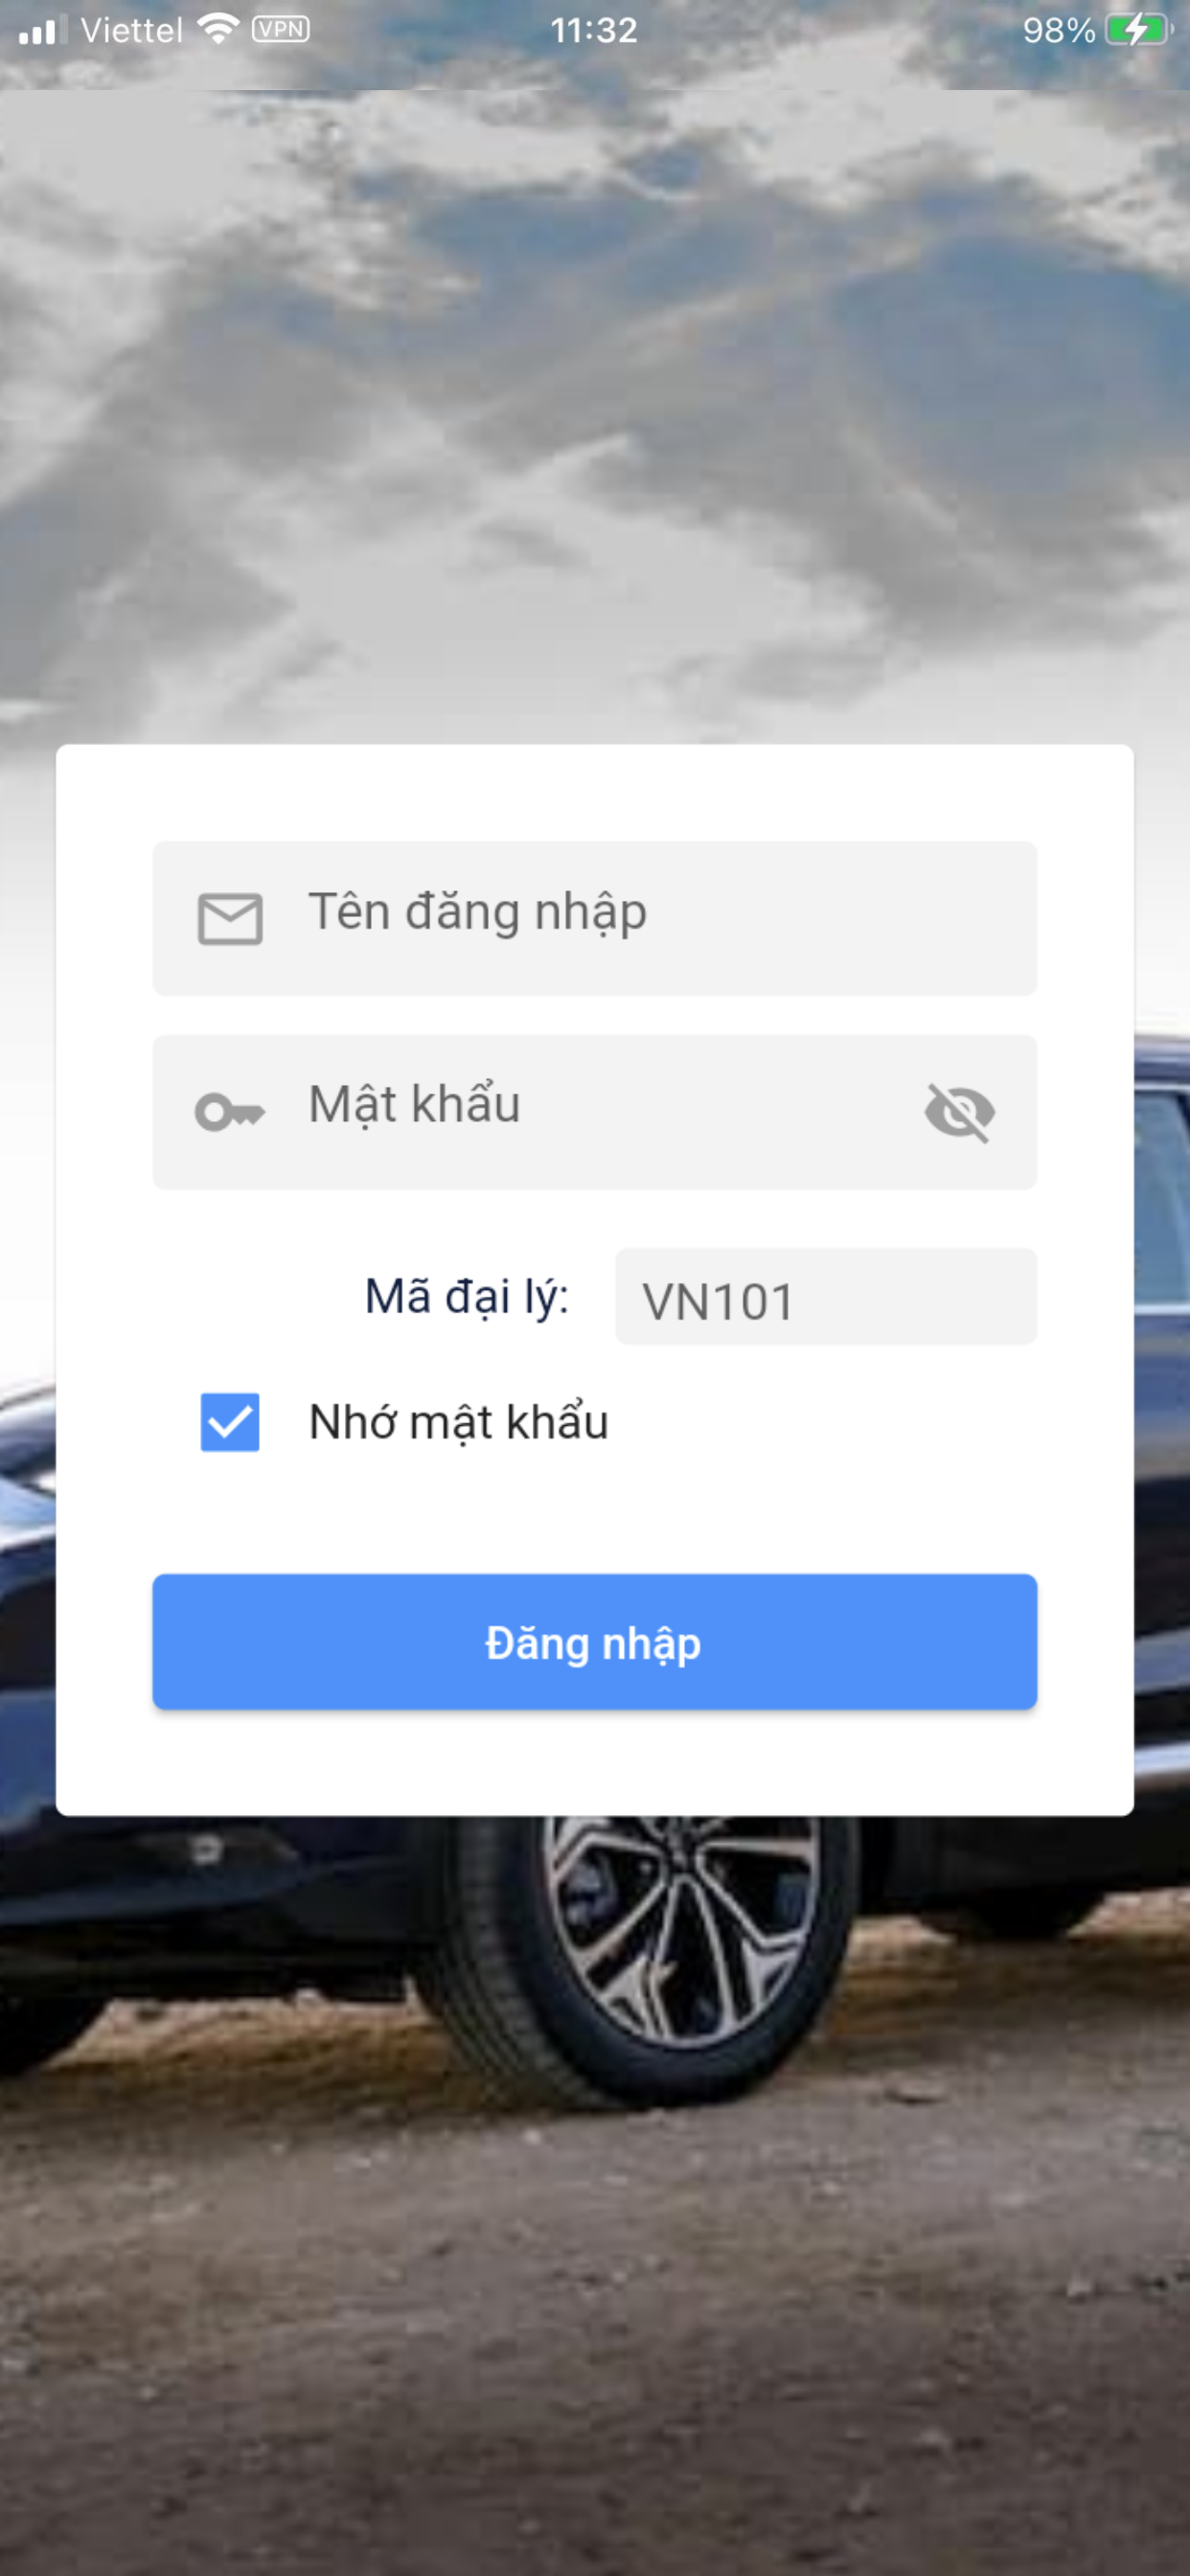 Viettel VPN 11:32 98%
Tên đăng nhập
Mật khẩu
Mã đại lý: VN101
Nhớ mật khẩu
Đăng nhập